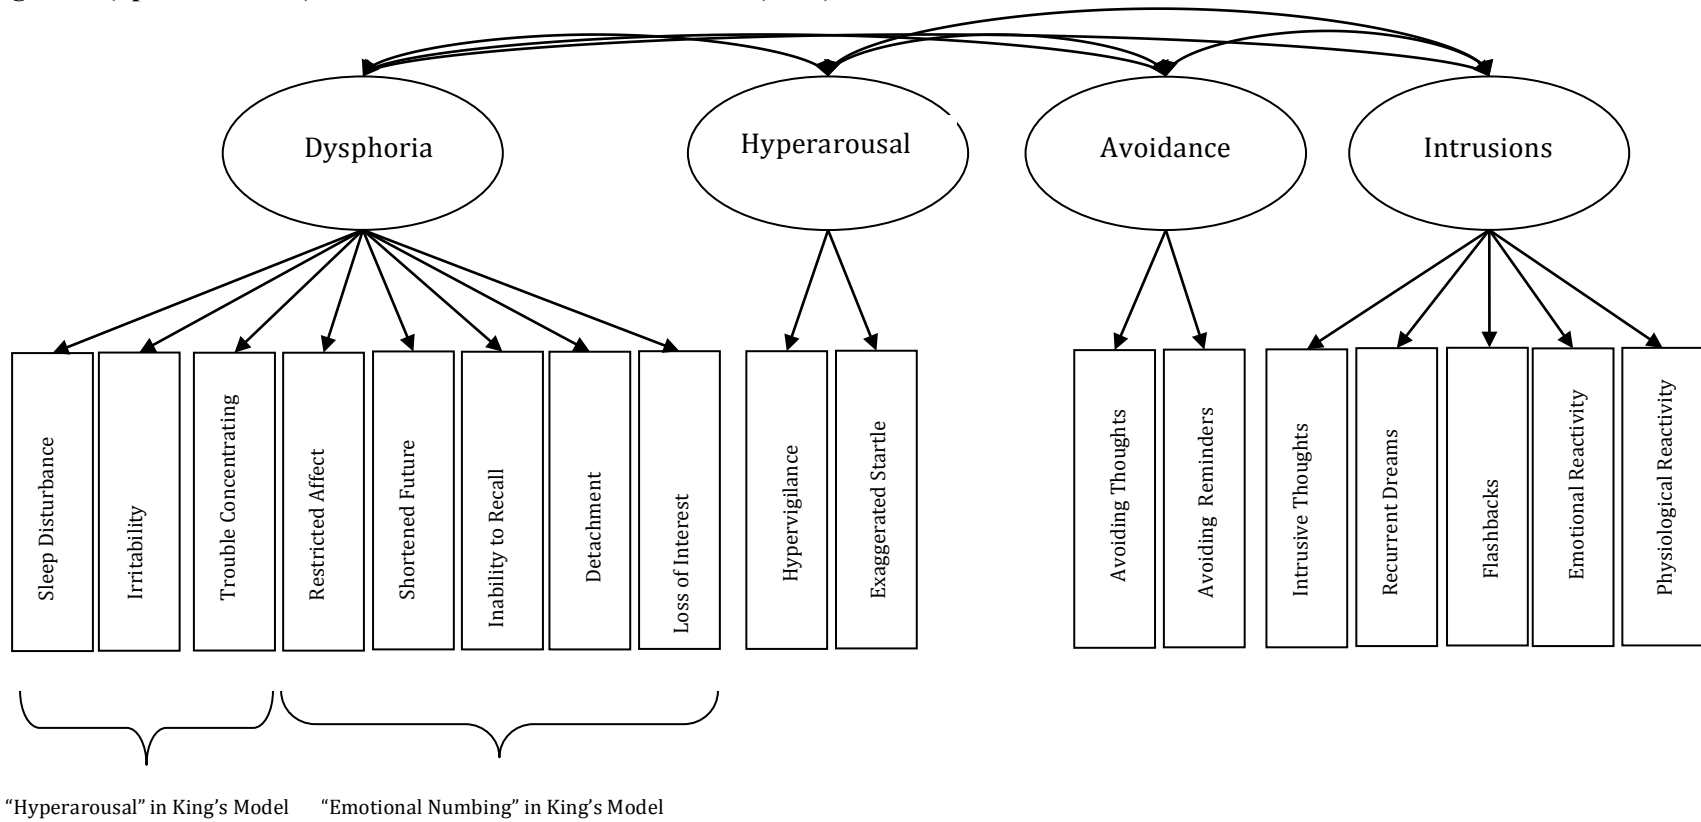 Dysphoria
Hyperarousal
Avoidance
Intrusions
Sleep Disturbance
Irritability
Trouble Concentrating
Restricted Affect
Shortened Future
Inability to Recall
Detachment
Loss of Interest
Hypervigilance
Exaggerated Startle
Avoiding Thoughts
Avoiding Reminders
Intrusive Thoughts
Recurrent Dreams
Flashbacks
Emotional Reactivity
Physiological Reactivity
“Hyperarousal” in King’s Model
“Emotional Numbing” in King’s Model